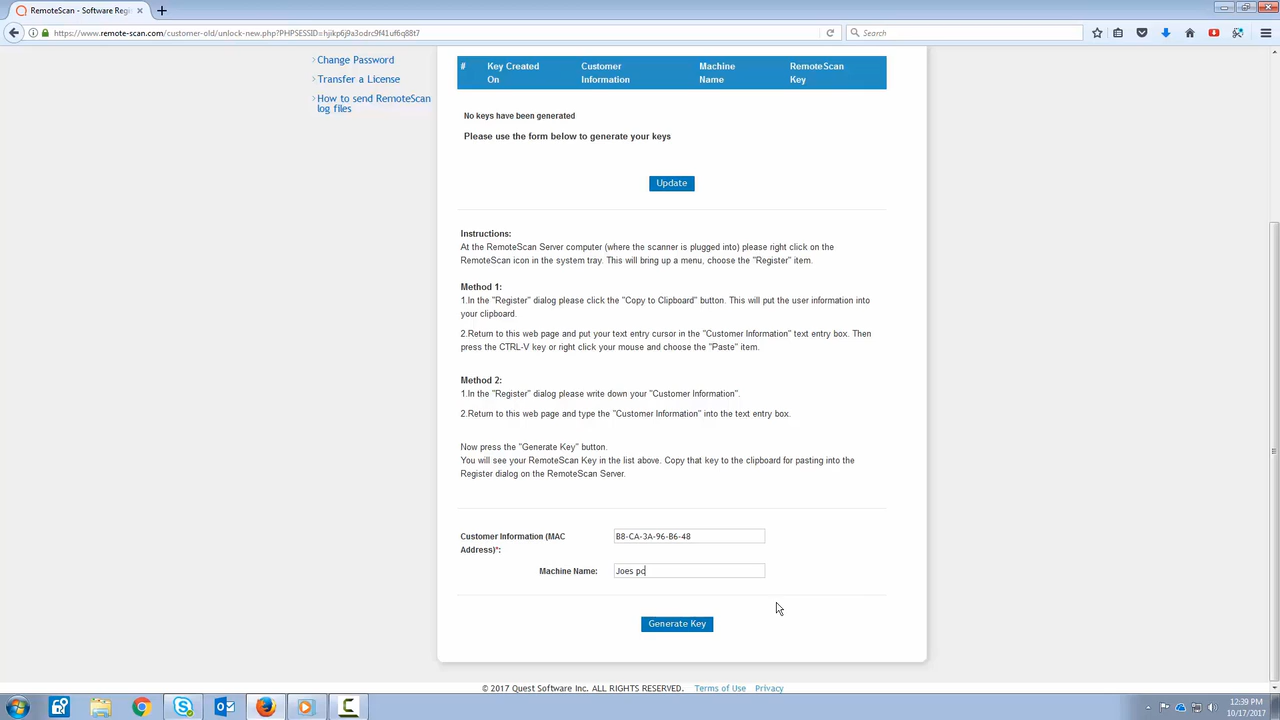 RemoteScan - Software Regi
https://www.remote-scan.com/customer-old/unlock-new.php?PHPSESSID=hjikp6j9a3odrc9f41uf6q88t7
Search
Change Password
Transfer a License
How to send RemoteScan
log files
# Key Created On Customer Information Machine Name RemoteScan Key
No keys have been generated
Please use the form below to generate your keys
Update
Instructions:
At the RemoteScan Server computer (where the scanner is plugged into) please right click on the
RemoteScan icon in the system tray. This will bring up a menu, choose the "Register" item.
Method 1:
1.In the "Register" dialog please click the "Copy to Clipboard" button. This will put the user information into
your clipboard.
2.Return to this web page and put your text entry cursor in the "Customer Information" text entry box. Then
press the CTRL-V key or right click your mouse and choose the "Paste" item.
Method 2:
1.In the "Register" dialog please write down your "Customer Information".
2.Return to this web page and type the "Customer Information" into the text entry box.
Now press the "Generate Key" button.
You will see your RemoteScan Key in the list above. Copy that key to the clipboard for pasting into the
Register dialog on the RemoteScan Server.
Customer Information (MAC
Address)*:
B8-CA-3A-96-B6-48
Machine Name: Joes pc
Generate Key
© 2017 Quest Software Inc. ALL RIGHTS RESERVED. Terms of Use Privacy
12:39 PM
10/17/2017